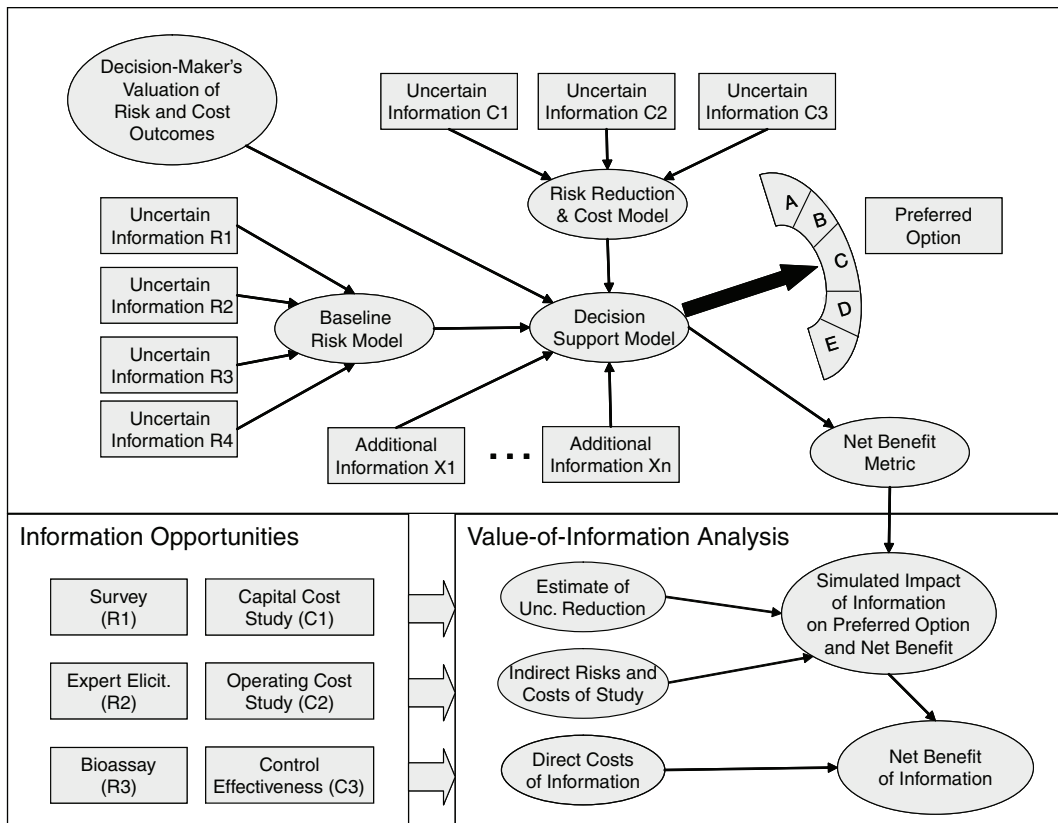 Decision-Maker's
Valuation of
Risk and Cost
Outcomes
Uncertain
Information C1
Uncertain
Information C2
Uncertain
Information C3
Risk Reduction
& Cost Model
A
B
C
D
E
Preferred
Option
Uncertain
Information R1
Uncertain
Information R2
Uncertain
Information R3
Uncertain
Information R4
Baseline
Risk Model
Decision
Support Model
Additional
Information X1
...
Additional
Information Xn
Net Benefit
Metric
Information Opportunities
Survey
(R1)
Capital Cost
Study (C1)
Expert Elicit.
(R2)
Operating Cost
Study (C2)
Bioassay
(R3)
Control
Effectiveness (C3)
Value-of-Information Analysis
Estimate of
Unc. Reduction
Simulated Impact
of Information
on Preferred Option
and Net Benefit
Indirect Risks and
Costs of Study
Direct Costs
of Information
Net Benefit
of Information